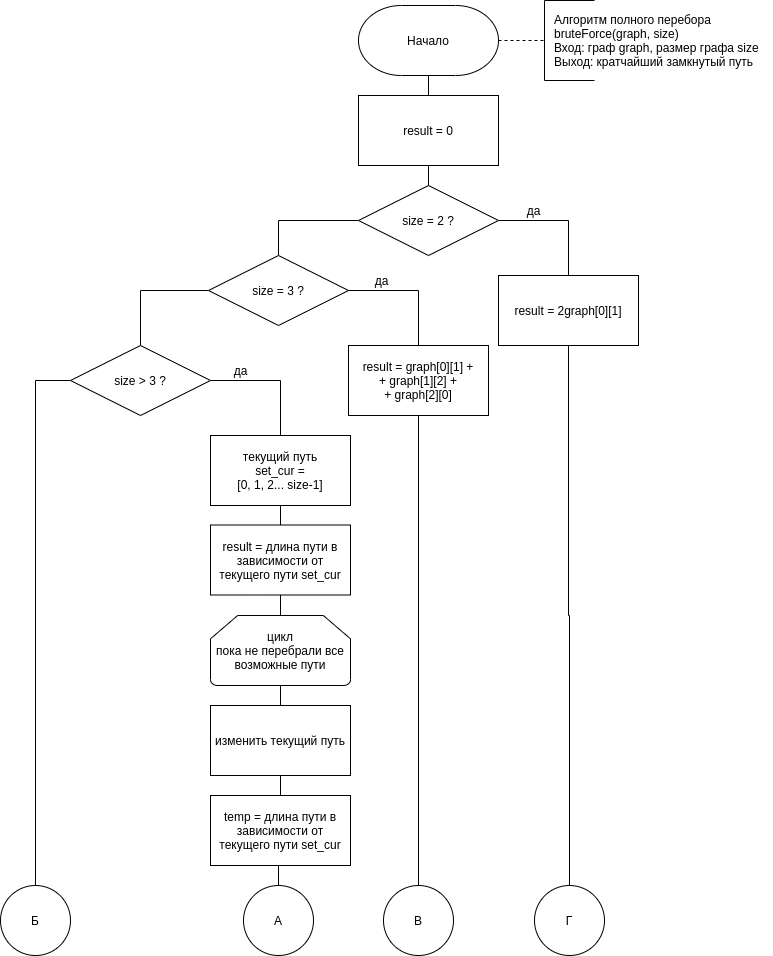 Начало
Алгоритм полного перебора
bruteForce(graph, size)
Вход: граф graph, размер графа size
Выход: кратчайший замкнутый путь
result = 0
size = 2 ?
да
size = 3 ?
да
result = 2graph[0][1]
size > 3 ?
да
result = graph[0][1] +
+ graph[1][2] +
+ graph[2][0]
текущий путь
set_cur =
[0, 1, 2... size-1]
result = длина пути в
зависимости от
текущего пути set_cur
цикл
пока не перебрали все
возможные пути
изменить текущий путь
temp = длина пути в
зависимости от
текущего пути set_cur
Б
А
В
Г